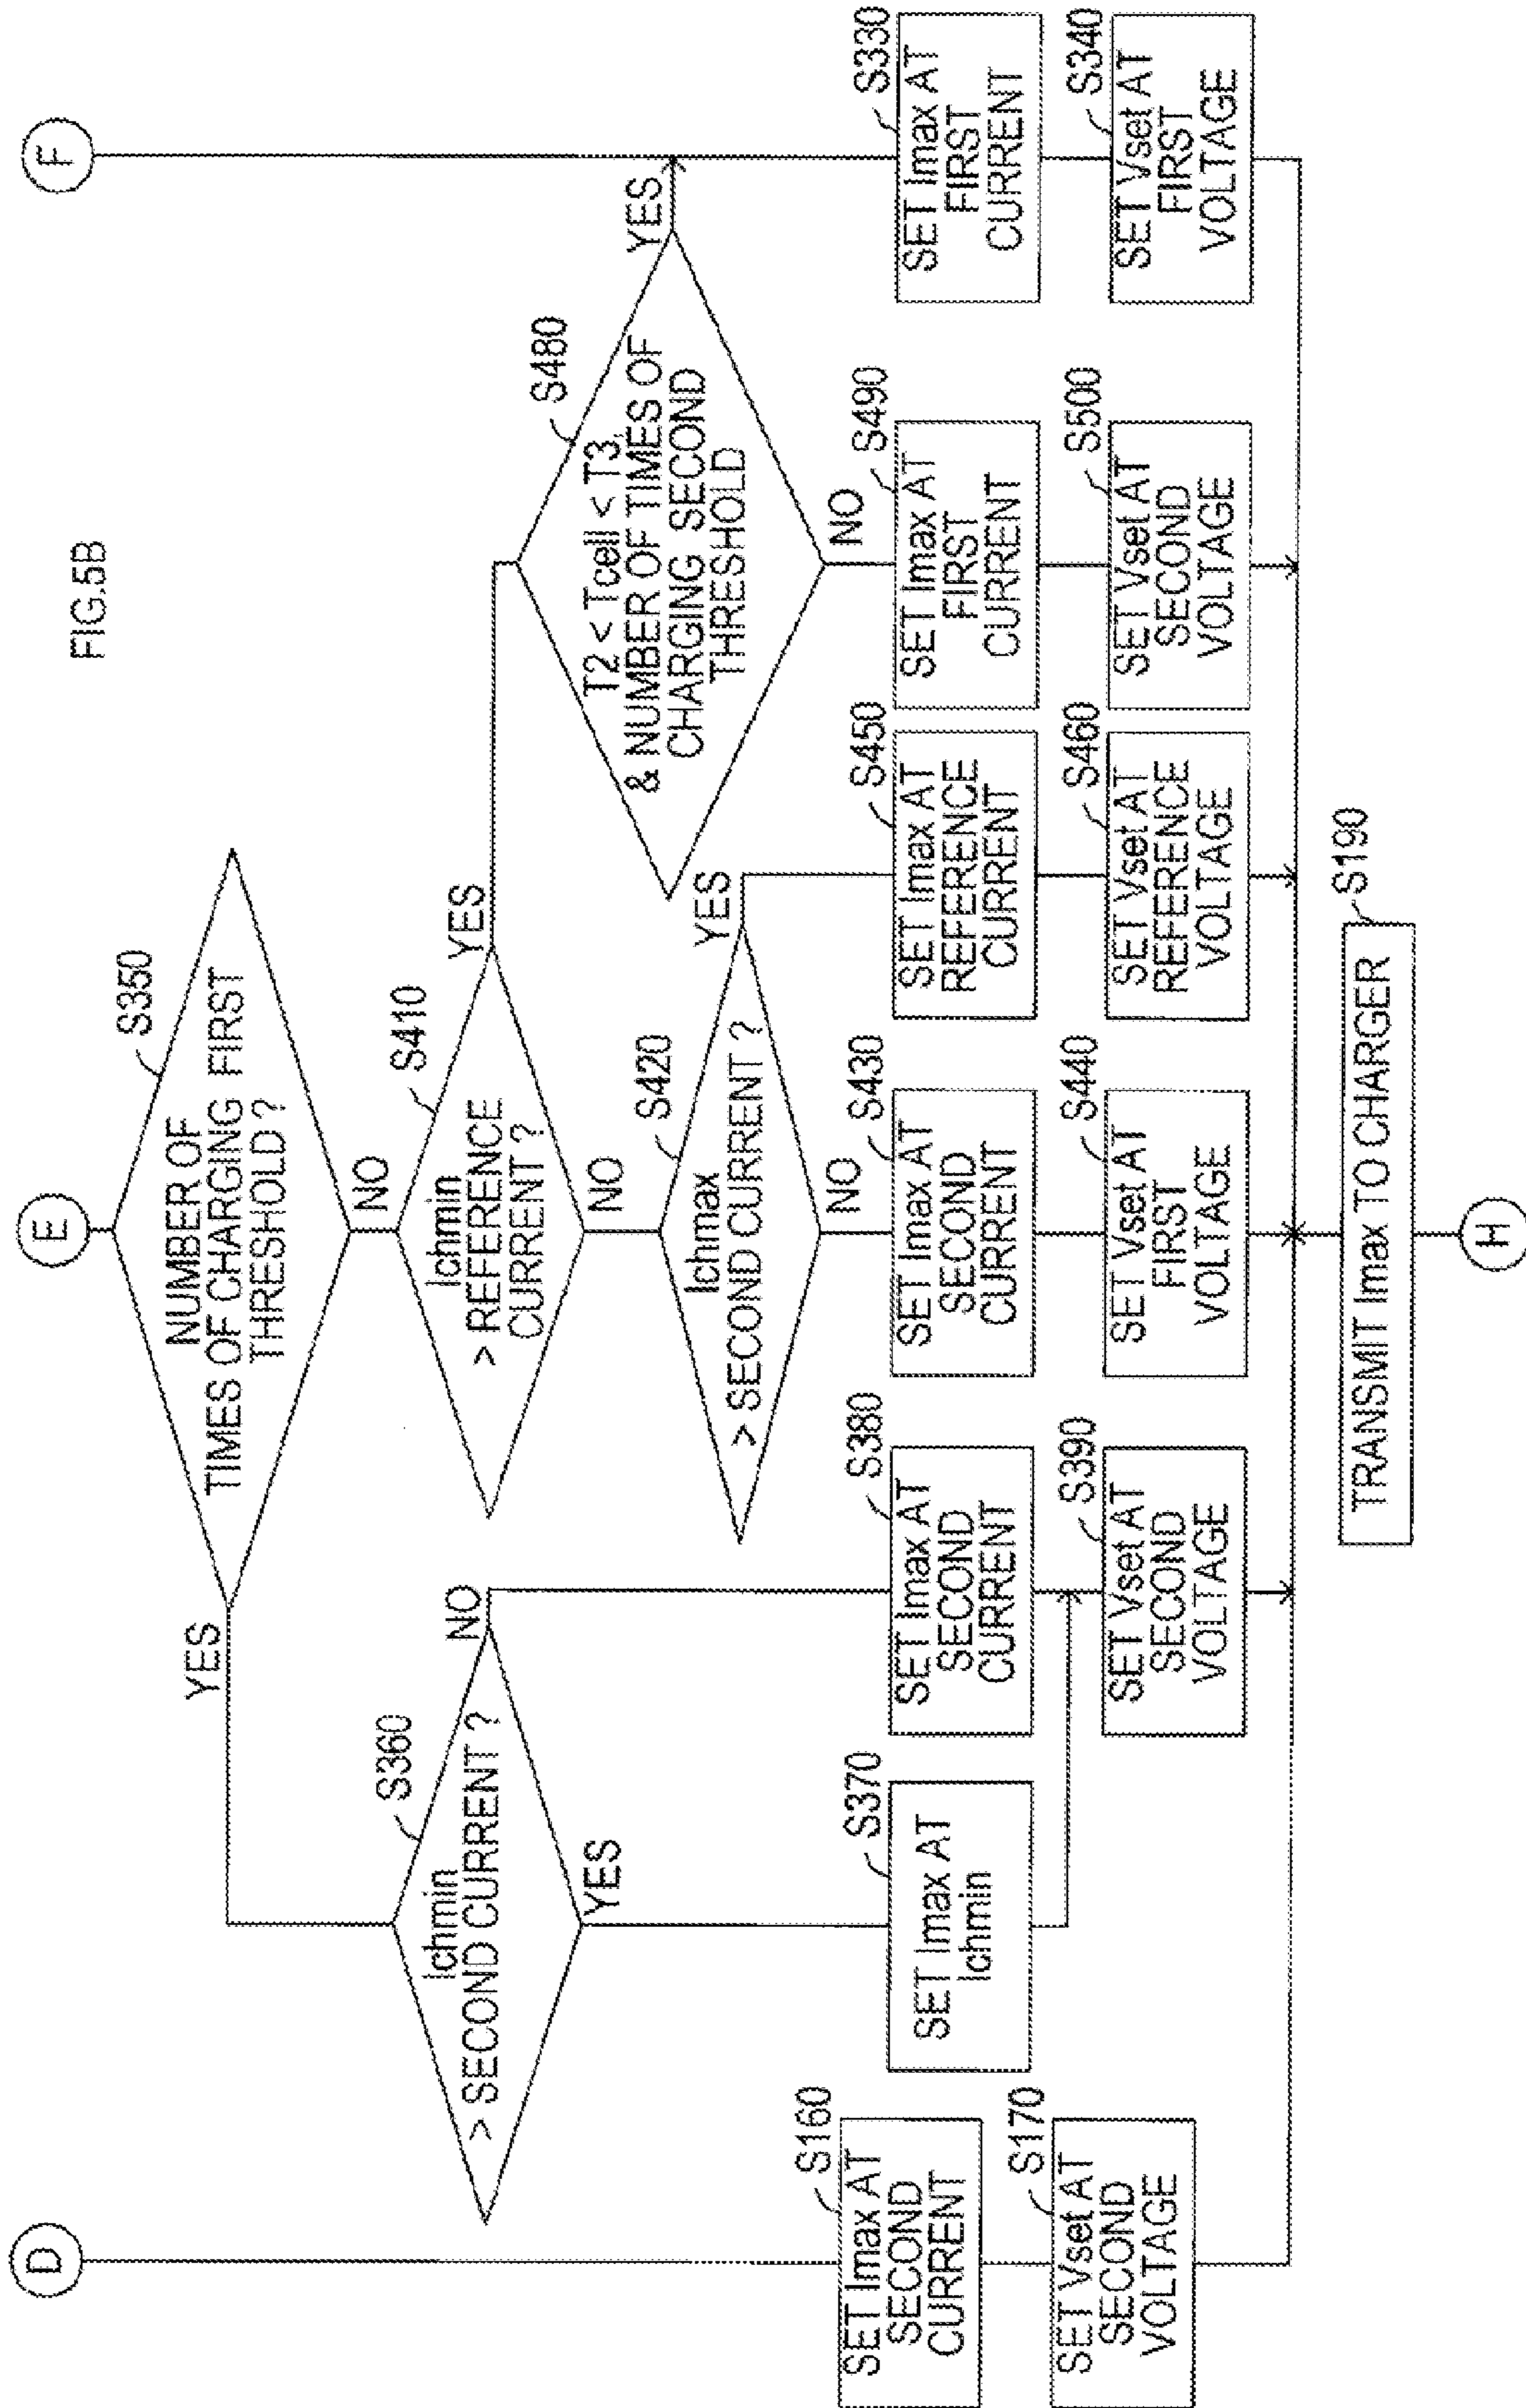 FIG.5B
D
E
F
NUMBER OF
TIMES OF CHARGING FIRST
THRESHOLD ?
S350
YES
NO
Ichmin
> SECOND CURRENT ?
S360
NO
YES
Ichmin
> REFERENCE
CURRENT ?
S410
YES
NO
Ichmax
> SECOND CURRENT ?
S420
YES
NO
T2 < Tcell < T3
& NUMBER OF TIMES OF
CHARGING SECOND
THRESHOLD
S480
YES
NO
SET Imax AT
SECOND
CURRENT
S160
SET Vset AT
SECOND
VOLTAGE
S170
SET Imax AT
Ichmin
S370
SET Imax AT
SECOND
CURRENT
S380
SET Vset AT
SECOND
VOLTAGE
S390
SET Imax AT
SECOND
CURRENT
S430
SET Vset AT
FIRST
VOLTAGE
S440
SET Imax AT
REFERENCE
CURRENT
S450
SET Vset AT
REFERENCE
VOLTAGE
S460
SET Imax AT
FIRST
CURRENT
S490
SET Vset AT
SECOND
VOLTAGE
S500
SET Imax AT
FIRST
CURRENT
S330
SET Vset AT
FIRST
VOLTAGE
S340
TRANSMIT Imax TO CHARGER
S190
H